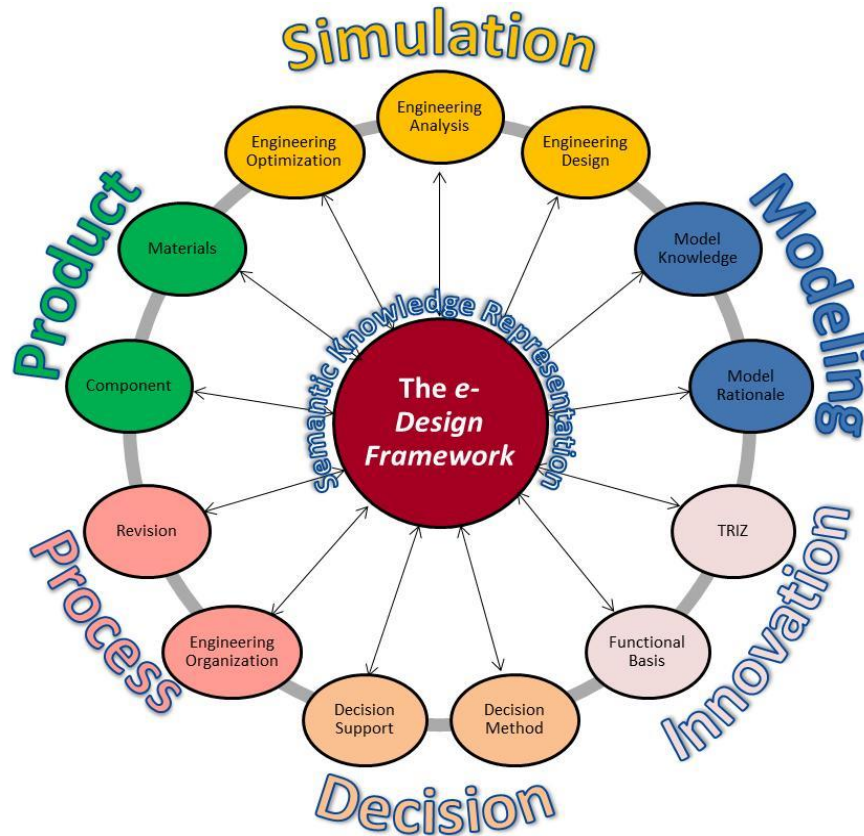 Simulation
Engineering
Analysis
Engineering
Optimization
Engineering
Design
Product
Materials
Component
Modeling
Model
Knowledge
Model
Rationale
Semantic Knowledge Representation
The e-
Design
Framework
Process
Revision
Engineering
Organization
Innovation
TRIZ
Functional
Basis
Decision
Support
Decision
Method
Decision